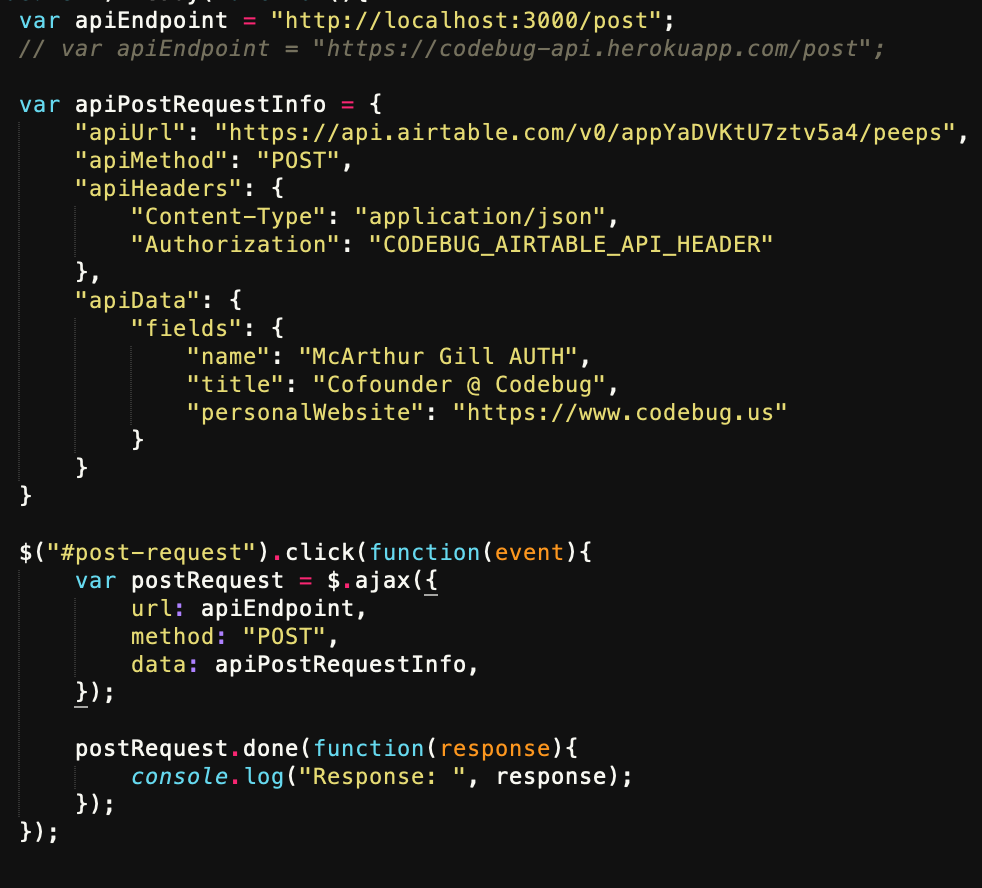 var apiEndpoint = "http://localhost:3000/post";
// var apiEndpoint = "https://codebug-api.herokuapp.com/post";
var apiPostRequestInfo = {
"apiUrl": "https://api.airtable.com/v0/appYaDVKtU7ztv5a4/peeps",
"apiMethod": "POST",
"apiHeaders": {
"Content-Type": "application/json",
"Authorization": "CODEBUG_AIRTABLE_API_HEADER"
},
"apiData": {
"fields": {
"name": "McArthur Gill AUTH",
"title": "Cofounder @ Codebug",
"personalWebsite": "https://www.codebug.us"
}
}
}
$("#post-request").click(function(event){
var postRequest = $.ajax({
url: apiEndpoint,
method: "POST",
data: apiPostRequestInfo,
});
postRequest.done(function(response){
console.log("Response: ", response);
});
});